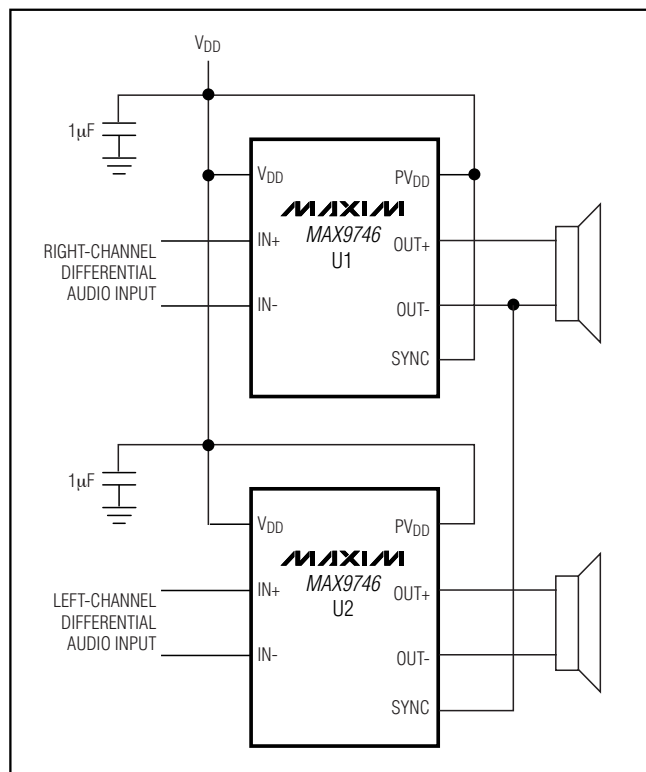 VDD
1µF
VDD
PVDD
MAXIM
MAX9746
U1
IN+
OUT+
RIGHT-CHANNEL
DIFFERENTIAL
AUDIO INPUT
IN-
OUT-
SYNC
1µF
VDD
PVDD
MAXIM
MAX9746
U2
IN+
OUT+
LEFT-CHANNEL
DIFFERENTIAL
AUDIO INPUT
IN-
OUT-
SYNC